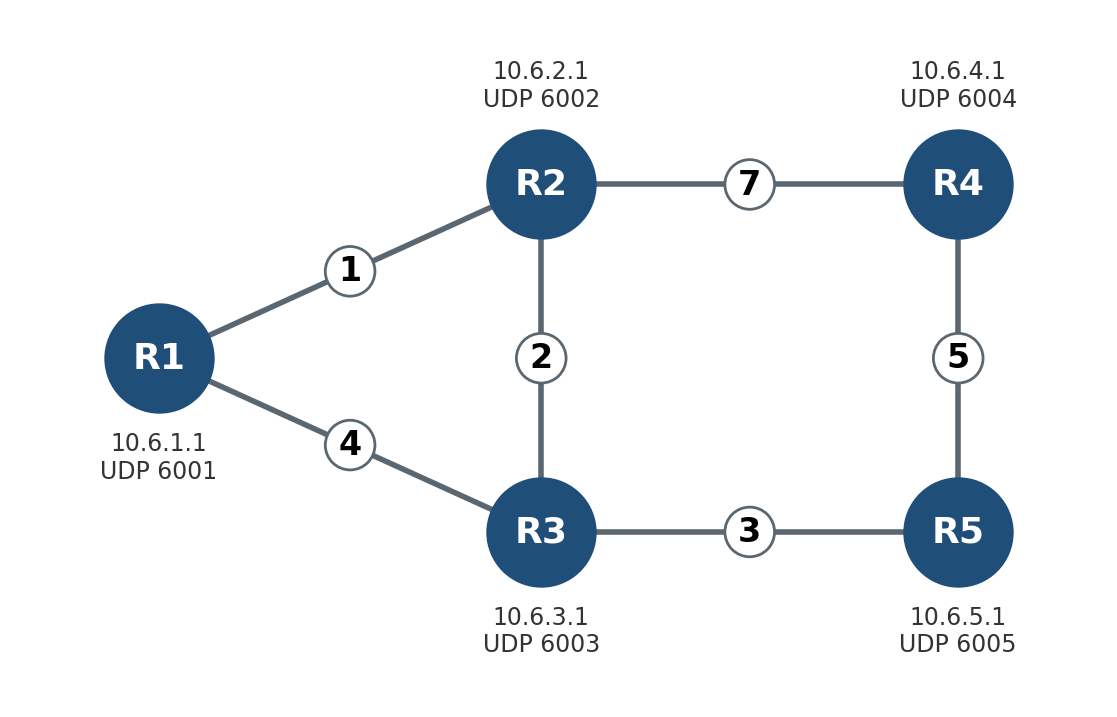 10.6.2.1
UDP 6002
10.6.4.1
UDP 6004
R2
7
R4
1
R1
2
5
10.6.1.1
UDP 6001
4
R3
3
R5
10.6.3.1
UDP 6003
10.6.5.1
UDP 6005